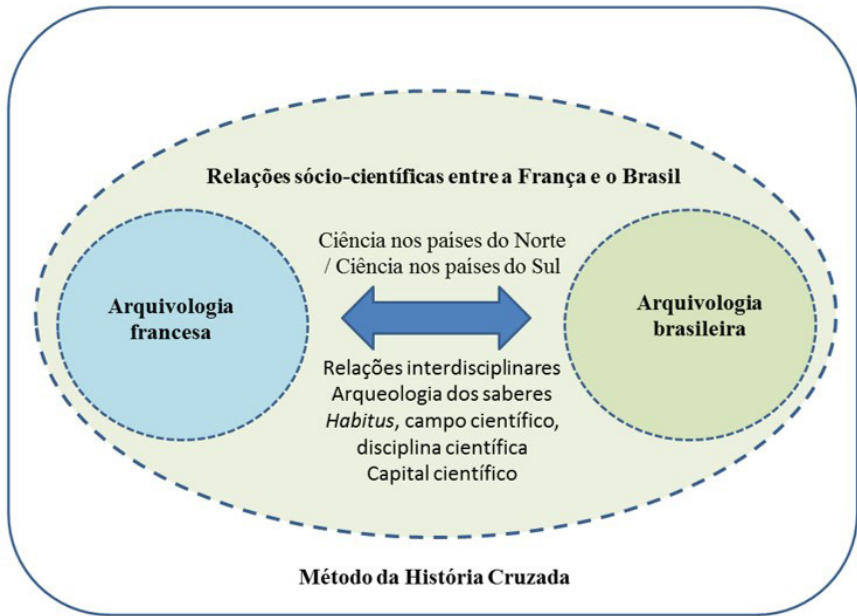 Relações sócio-científicas entre a França e o Brasil
Arquivologia
francesa
Ciência nos países do Norte
/ Ciência nos países do Sul
Relações interdisciplinares
Arqueologia dos saberes
Habitus, campo científico,
disciplina científica
Capital científico
Arquivologia
brasileira
Método da História Cruzada